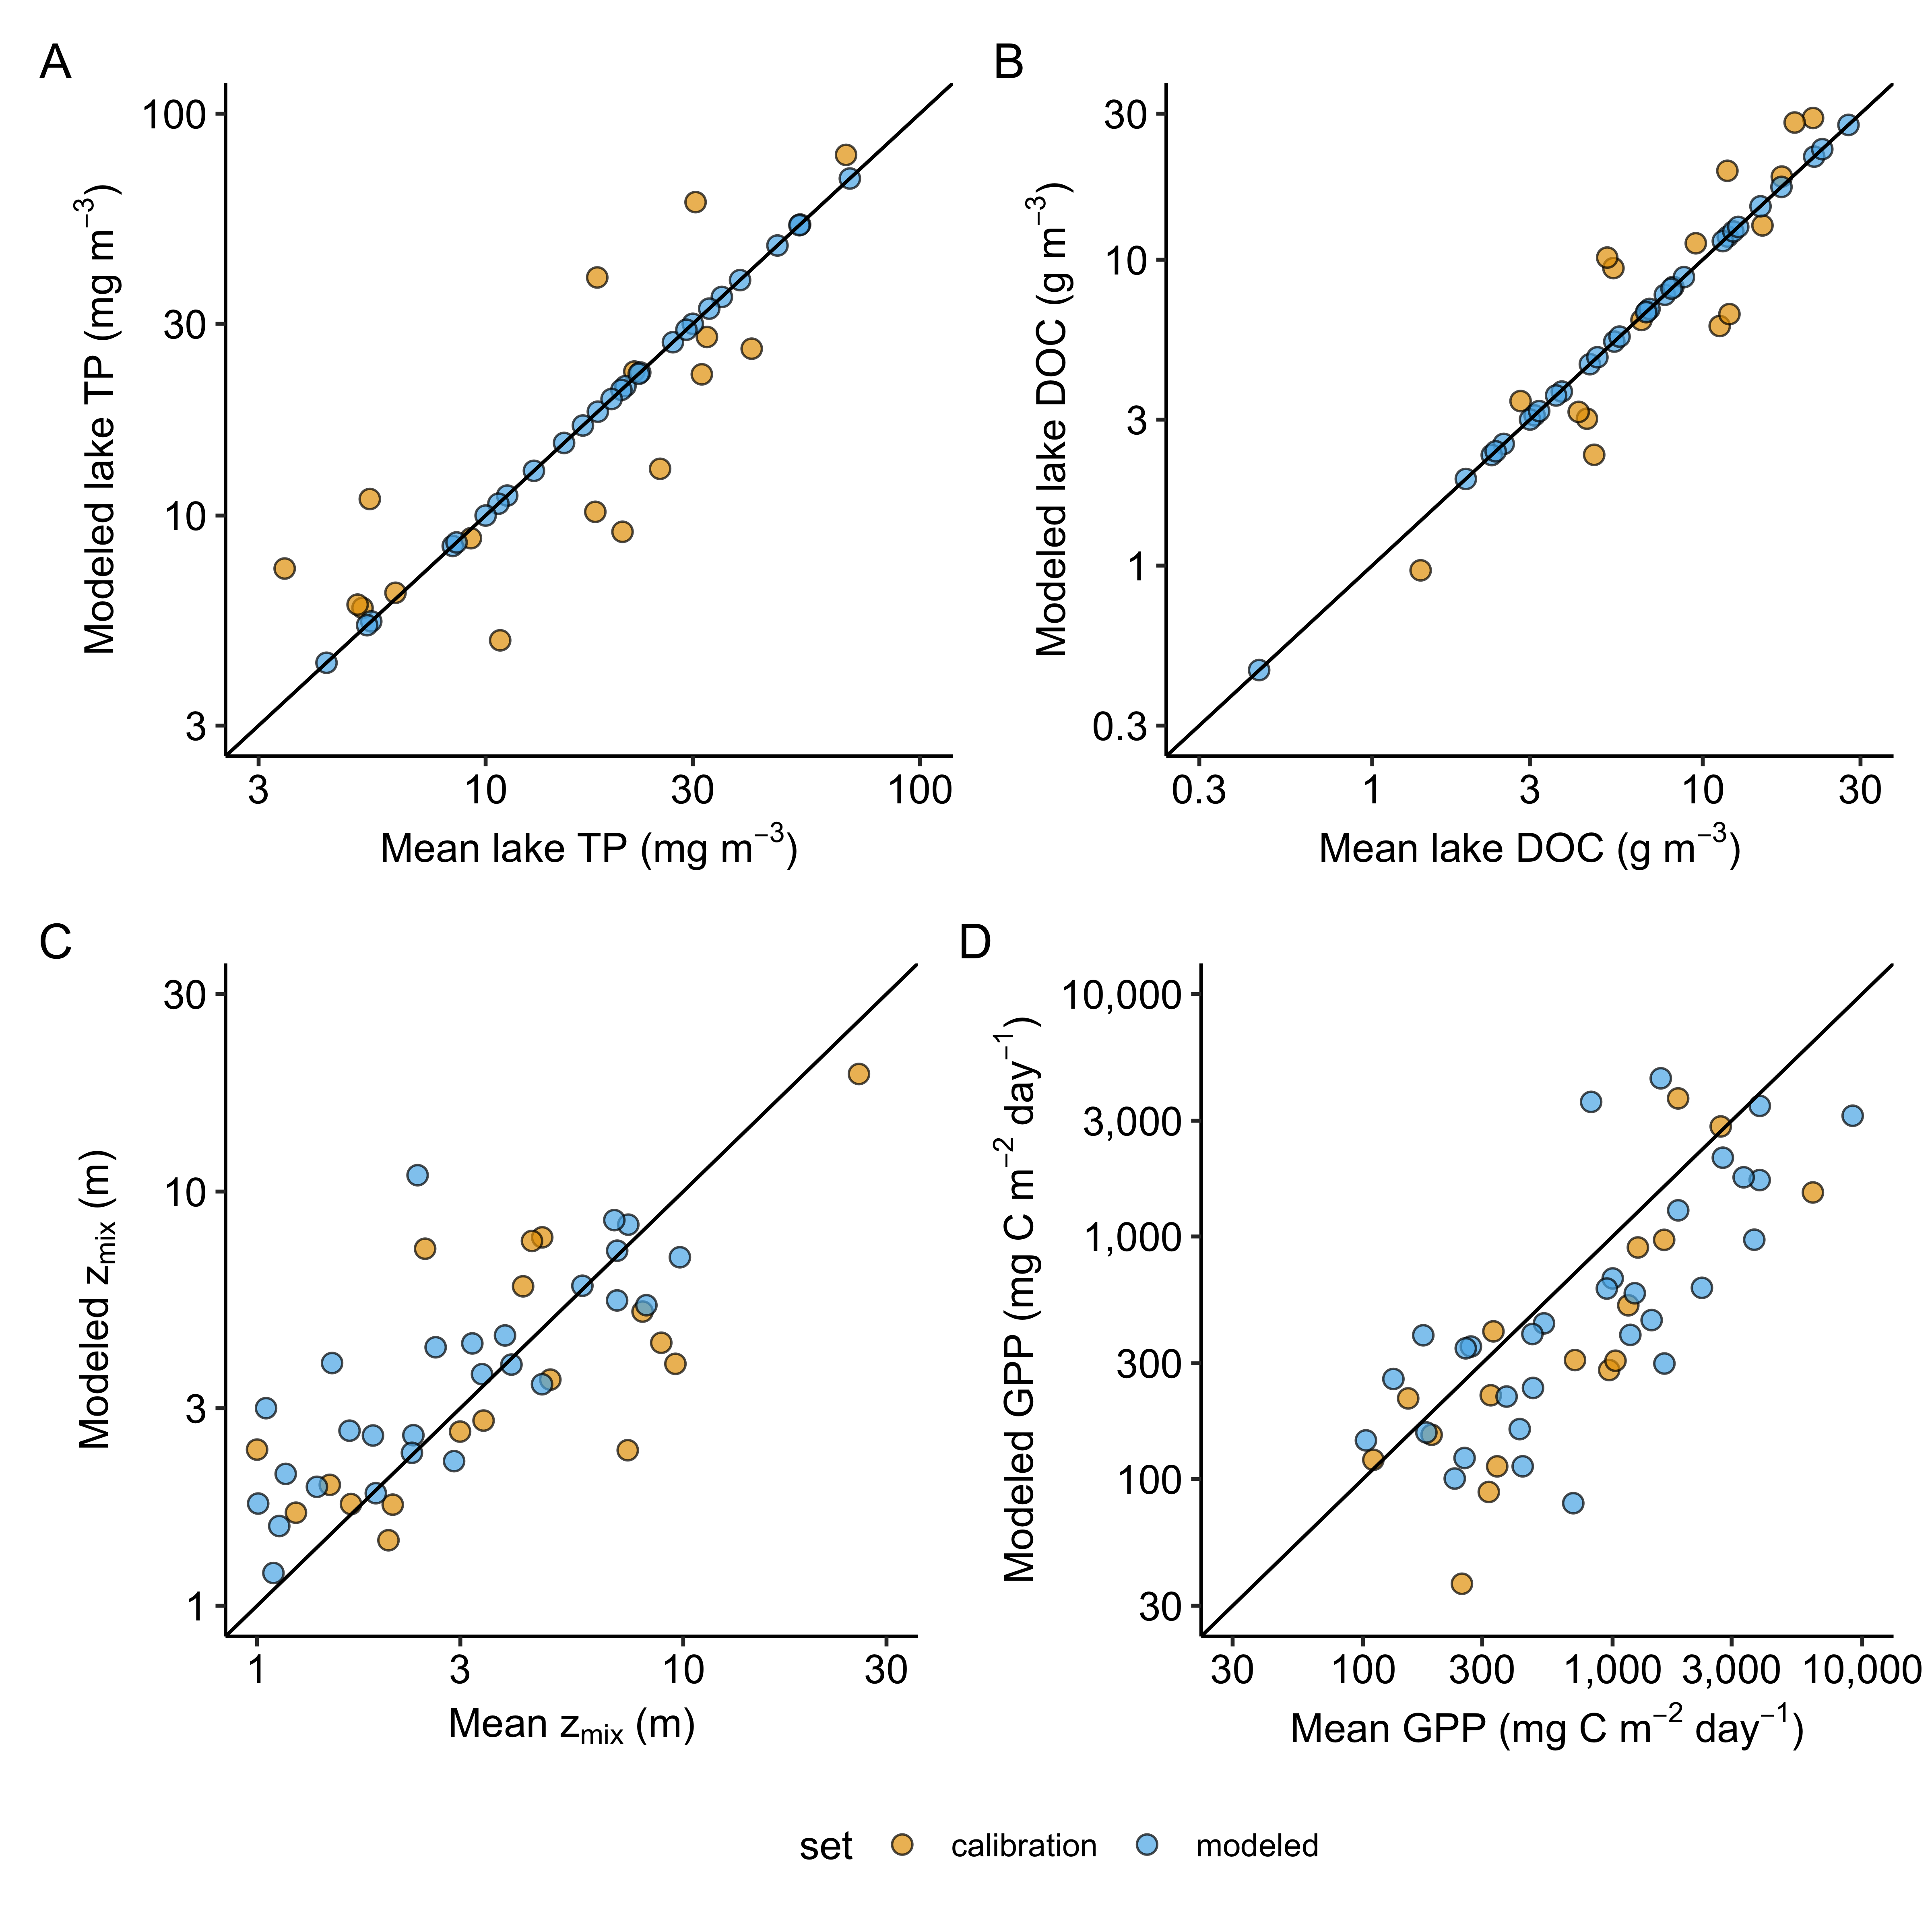 A
100
30
10
3
Modeled lake TP (mg m⁻³)
3 10 30 100
Mean lake TP (mg m⁻³)
B
30
10
3
1
0.3
Modeled lake DOC (g m⁻³)
0.3 1 3 10 30
Mean lake DOC (g m⁻³)
C
30
10
3
1
Modeled zmix (m)
1 3 10 30
Mean zmix (m)
D
10,000
3,000
1,000
300
100
30
Modeled GPP (mg C m⁻² day⁻¹)
30 100 300 1,000 3,000 10,000
Mean GPP (mg C m⁻² day⁻¹)
set calibration modeled